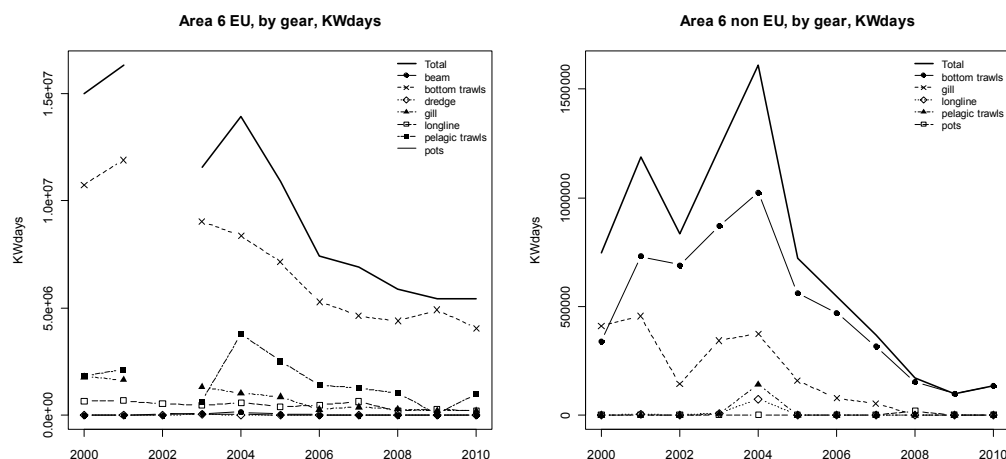 Area 6 EU, by gear, KWdays
KWdays
1.5e+07
1.0e+07
5.0e+06
0.0e+00
Total
beam
bottom trawls
dredge
gill
longline
pelagic trawls
pots
2000 2002 2004 2006 2008 2010
Area 6 non EU, by gear, KWdays
KWdays
1500000
1000000
500000
0
Total
bottom trawls
gill
longline
pelagic trawls
pots
2000 2002 2004 2006 2008 2010